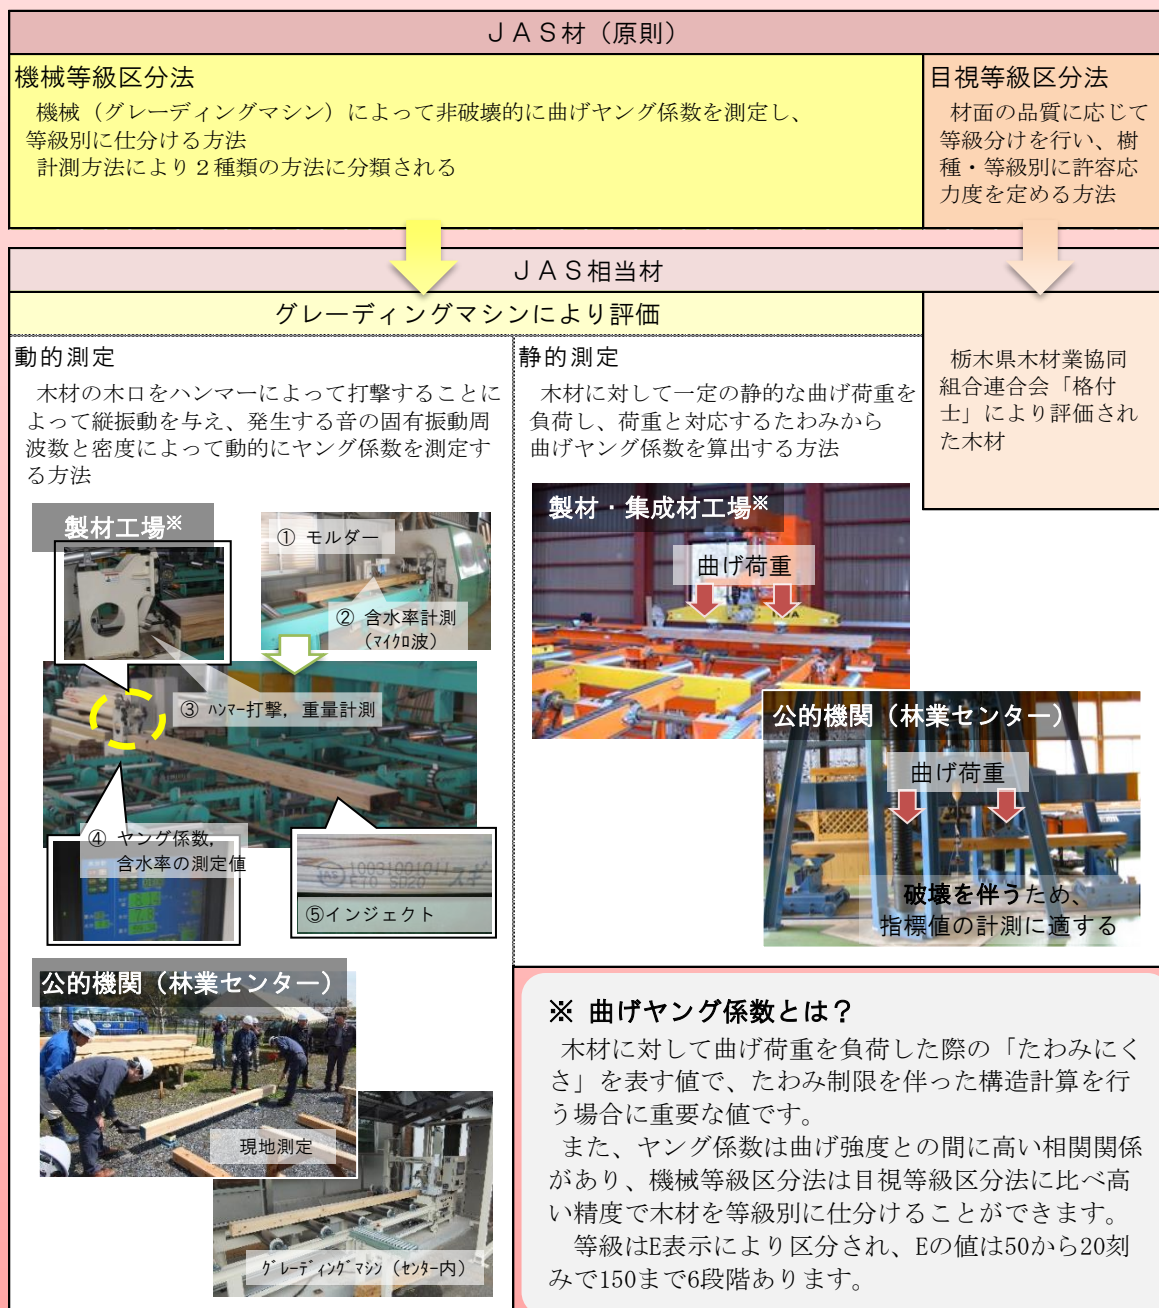 ＪＡＳ材（原則）
機械等級区分法
機械（グレーディングマシン）によって非破壊的に曲げヤング係数を測定し、
等級別に仕分ける方法
計測方法により２種類の方法に分類される
目視等級区分法
材面の品質に応じて
等級分けを行い、樹
種・等級別に許容応
力度を定める方法
ＪＡＳ相当材
グレーディングマシンにより評価
動的測定
木材の木口をハンマーによって打撃することに
よって縦振動を与え、発生する音の固有振動周
波数と密度によって動的にヤング係数を測定す
る方法
静的測定
木材に対して一定の静的な曲げ荷重を
負荷し、荷重と対応するたわみから
曲げヤング係数を算出する方法
栃木県木材業協同
組合連合会「格付
士」により評価され
た木材
製材工場※
① モルダー
② 含水率計測
（ﾏｲｸﾛ波）
③ ﾊﾝﾏｰ打撃，重量計測
④ ヤング係数，
含水率の測定値
10031001011
E70 SD20 スギ
⑤インジェクト
公的機関（林業センター）
現地測定
ｸﾞﾚｰﾃﾞｨﾝｸﾞﾏｼﾝ（ｾﾝﾀｰ内）
製材・集成材工場※
曲げ荷重
公的機関（林業センター）
曲げ荷重
破壊を伴うため、
指標値の計測に適する
※ 曲げヤング係数とは？
木材に対して曲げ荷重を負荷した際の「たわみにく
さ」を表す値で、たわみ制限を伴った構造計算を行
う場合に重要な値です。
また、ヤング係数は曲げ強度との間に高い相関関係
があり、機械等級区分法は目視等級区分法に比べ高
い精度で木材を等級別に仕分けることができます。
等級はE表示により区分され、Eの値は50から20刻
みで150まで6段階あります。